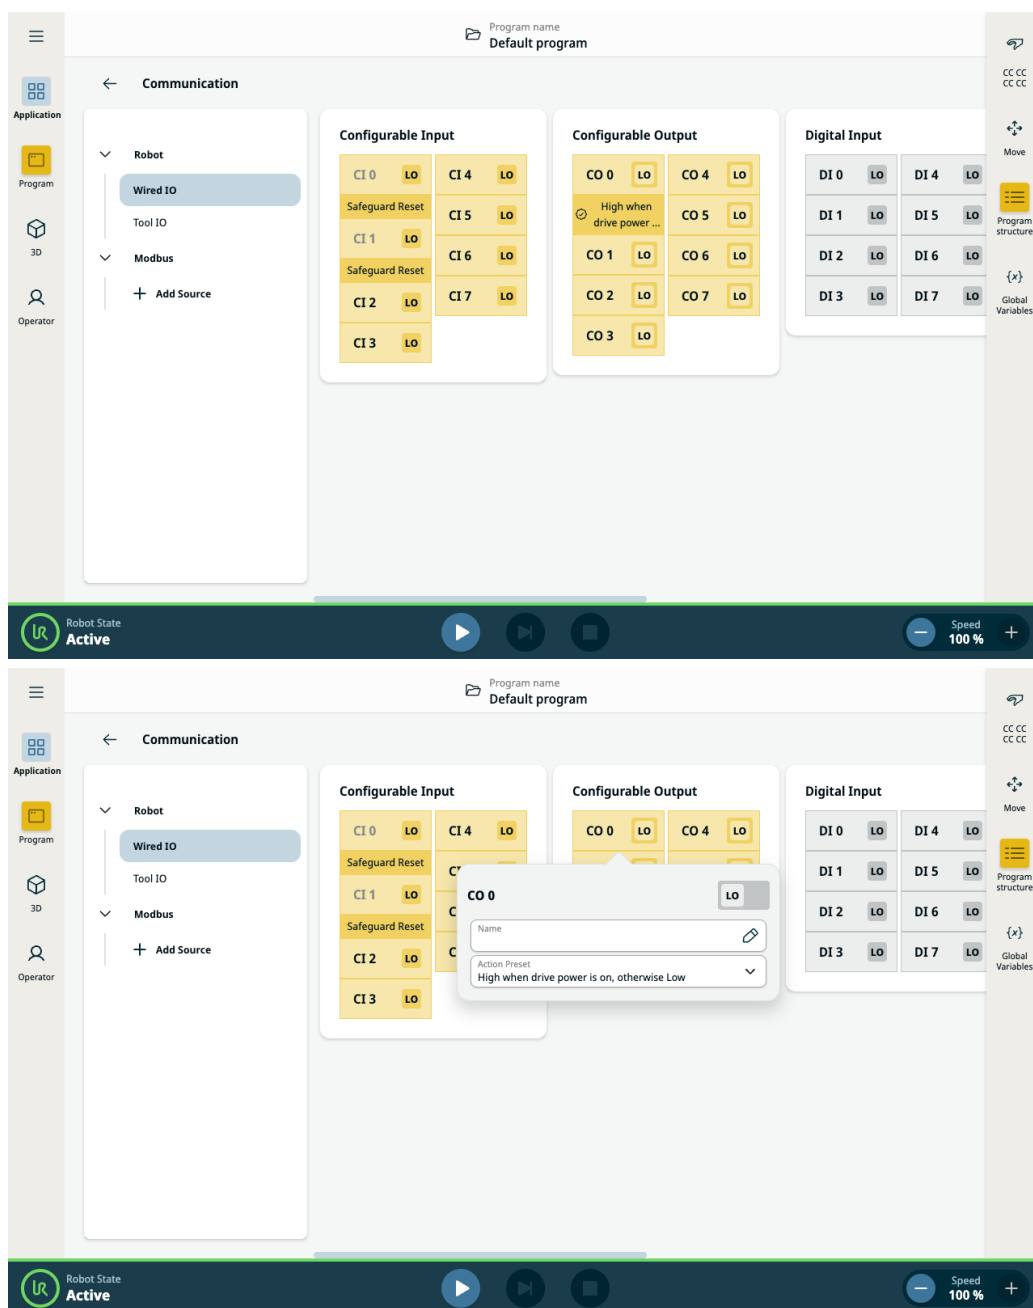 Program name
Default program
Communication
Application
Program
3D
Operator
Robot
Wired IO
Tool IO
Modbus
Add Source
Configurable Input
CI 0 LO CI 4 LO
Safeguard Reset
CI 5 LO
CI 1 LO
CI 6 LO
Safeguard Reset
CI 2 LO CI 7 LO
CI 3 LO
Configurable Output
CO 0 LO CO 4 LO
High when
drive power ...
CO 5 LO
CO 1 LO CO 6 LO
CO 2 LO CO 7 LO
CO 3 LO
Digital Input
DI 0 LO DI 4 LO
DI 1 LO DI 5 LO
DI 2 LO DI 6 LO
DI 3 LO DI 7 LO
CC CC
CC CC
Move
Program
structure
{x}
Global
Variables
UR
Robot State
Active
Speed
100 %
Program name
Default program
Communication
Application
Program
3D
Operator
Robot
Wired IO
Tool IO
Modbus
Add Source
Configurable Input
CI 0 LO CI 4 LO
Safeguard Reset
CI 1 LO
Safeguard Reset
CI 2 LO
CI 3 LO
Configurable Output
CO 0 LO CO 4 LO
CO 0 LO
Name
Action Preset
High when drive power is on, otherwise Low
Digital Input
DI 0 LO DI 4 LO
DI 1 LO DI 5 LO
DI 2 LO DI 6 LO
DI 3 LO DI 7 LO
CC CC
CC CC
Move
Program
structure
{x}
Global
Variables
UR
Robot State
Active
Speed
100 %